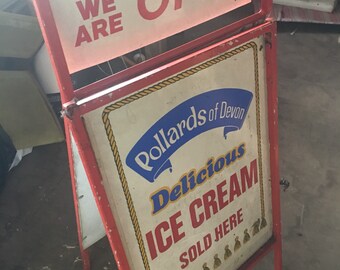 WE
ARE
Pollards of Devon
Delicious
ICE CREAM
SOLD HERE